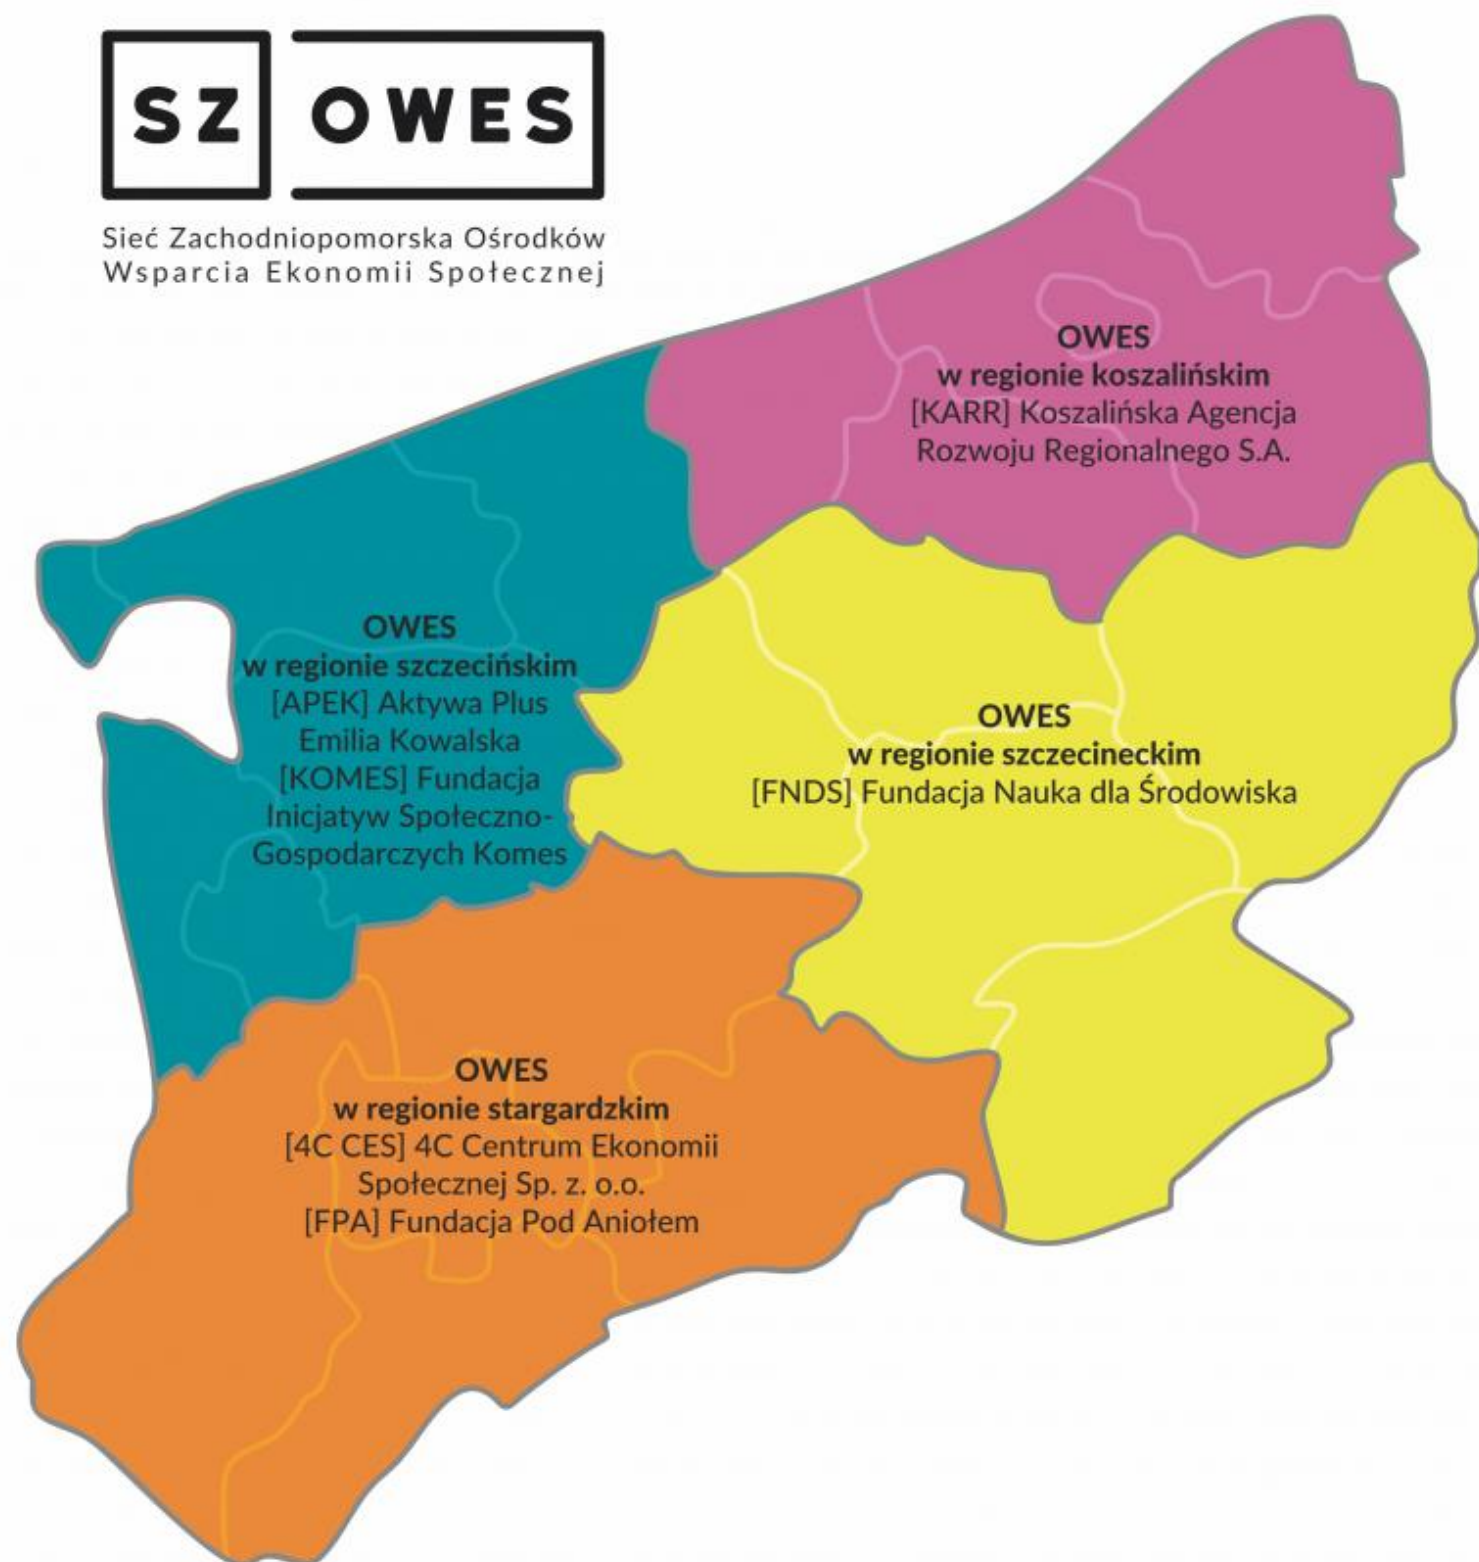 SZ OWES
Sieć Zachodniopomorska Ośrodków
Wsparcia Ekonomii Społecznej
OWES
w regionie koszalińskim
[KARR] Koszalińska Agencja
Rozwoju Regionalnego S.A.
OWES
w regionie szczecińskim
[APEK] Aktywa Plus
Emilia Kowalska
[KOMES] Fundacja
Inicjatyw Społeczno-
Gospodarczych Komes
OWES
w regionie szczecineckim
[FNDS] Fundacja Nauka dla Środowiska
OWES
w regionie stargardzkim
[4C CES] 4C Centrum Ekonomii
Społecznej Sp. z. o.o.
[FPA] Fundacja Pod Aniołem